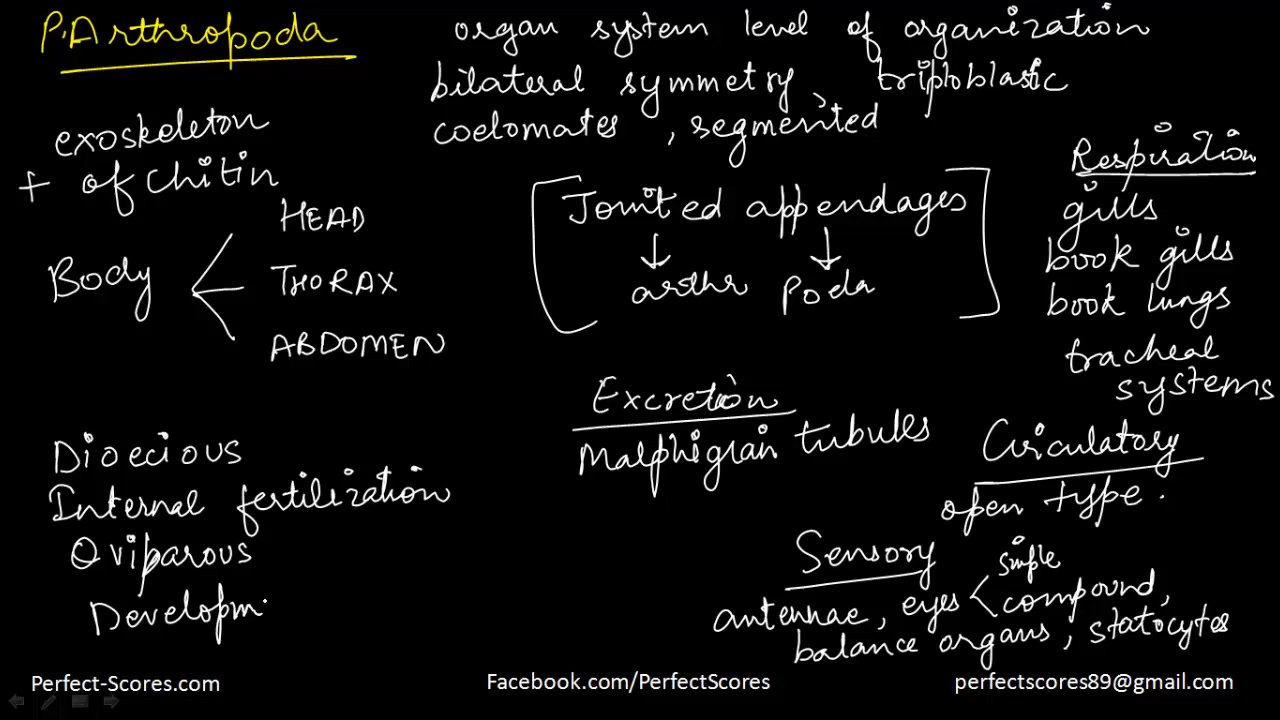 P.Arthropoda
organ system level of organization
bilateral symmetry, triploblastic
coelomates, segmented
exoskeleton
+ of chitin
Body
HEAD
THORAX
ABDOMEN
Jointed appendages
arthr poda
Respiration
gills
book gills
book lungs
tracheal
systems
Excretion
Malphigian tubules
Circulatory
open type.
Dioecious
Internal fertilization
Oviparous
Developm
Sensory
antennae, eyes < simple
compound,
balance organs, statocytes
Perfect-Scores.com
Facebook.com/PerfectScores
perfectscores89@gmail.com